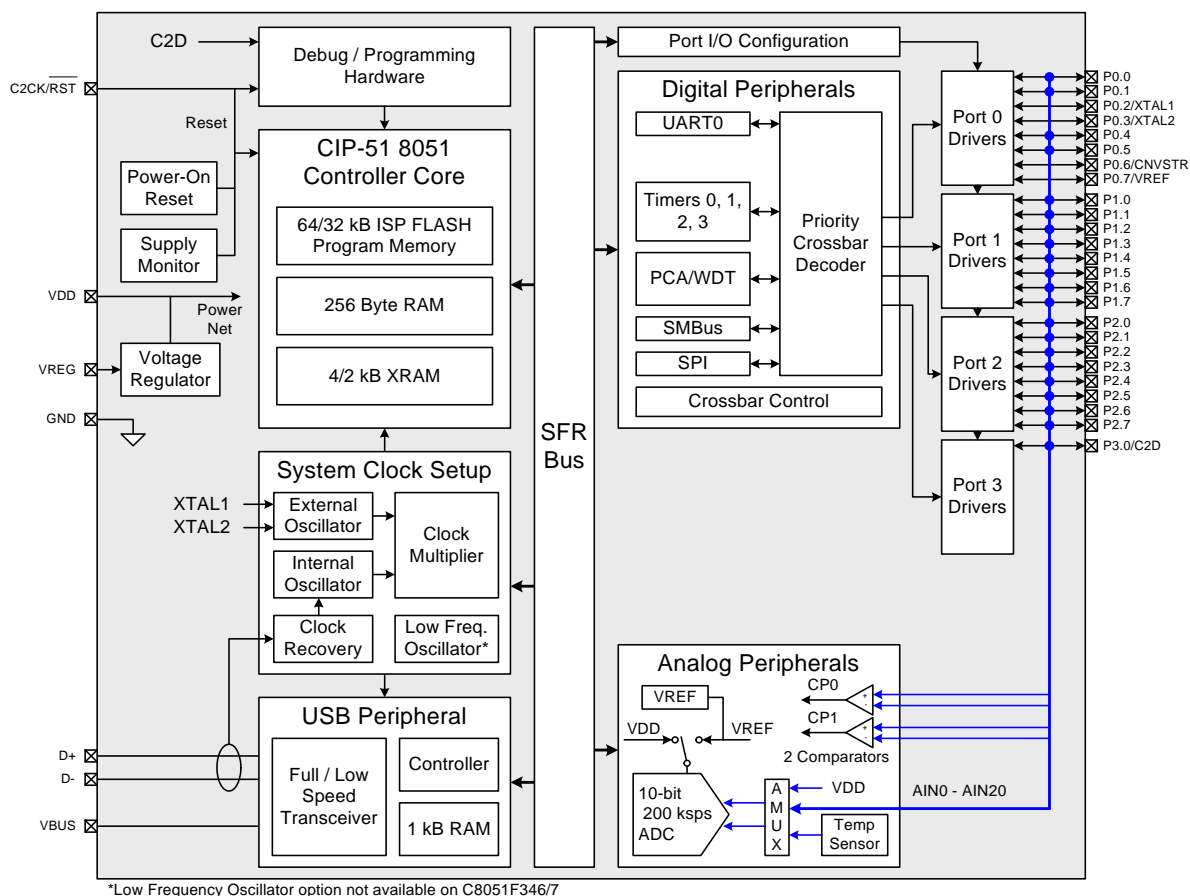 C2D
Debug / Programming
Hardware
C2CK/RST
Reset
Power-On
Reset
Supply
Monitor
VDD
Power
Net
VREG
Voltage
Regulator
GND
CIP-51 8051
Controller Core
64/32 kB ISP FLASH
Program Memory
256 Byte RAM
4/2 kB XRAM
System Clock Setup
XTAL1
XTAL2
External
Oscillator
Internal
Oscillator
Clock
Recovery
Clock
Multiplier
Low Freq.
Oscillator*
USB Peripheral
D+
D-
VBUS
Full / Low
Speed
Transceiver
Controller
1 kB RAM
SFR
Bus
Port I/O Configuration
Digital Peripherals
UART0
Timers 0, 1,
2, 3
PCA/WDT
SMBus
SPI
Priority
Crossbar
Decoder
Crossbar Control
Port 0
Drivers
Port 1
Drivers
Port 2
Drivers
Port 3
Drivers
P0.0
P0.1
P0.2/XTAL1
P0.3/XTAL2
P0.4
P0.5
P0.6/CNVSTR
P0.7/VREF
P1.0
P1.1
P1.2
P1.3
P1.4
P1.5
P1.6
P1.7
P2.0
P2.1
P2.2
P2.3
P2.4
P2.5
P2.6
P2.7
P3.0/C2D
Analog Peripherals
VREF
VDD
VREF
CP0
+
-
CP1
+
-
2 Comparators
10-bit
200 ksps
ADC
A
M
U
X
VDD
Temp
Sensor
AIN0 - AIN20
*Low Frequency Oscillator option not available on C8051F346/7